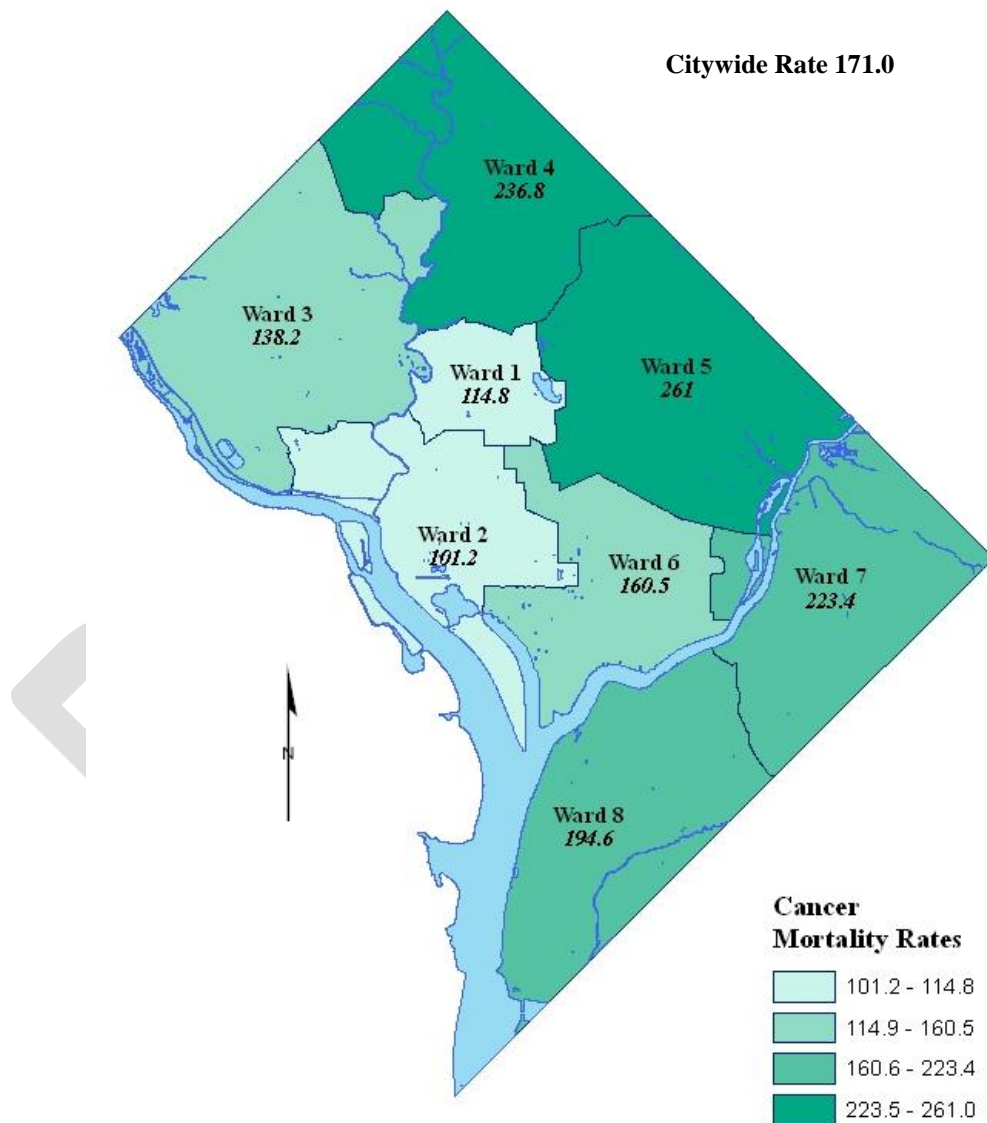 Citywide Rate 171.0
Ward 4
236.8
Ward 3
138.2
Ward 1
114.8
Ward 5
261
Ward 2
101.2
Ward 6
160.5
Ward 7
223.4
N
Ward 8
194.6
Cancer
Mortality Rates
101.2 - 114.8
114.9 - 160.5
160.6 - 223.4
223.5 - 261.0